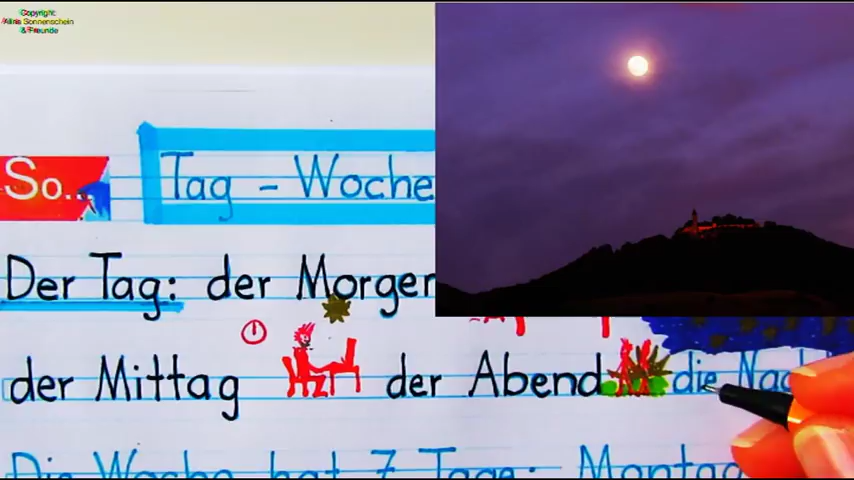 Copyright:
Alina Sonnenschein
& Freunde
So...
Tag - Woche
Der Tag: der Morgen
der Mittag der Abend die Nac
Die Woche hat 7 Tage: Montag